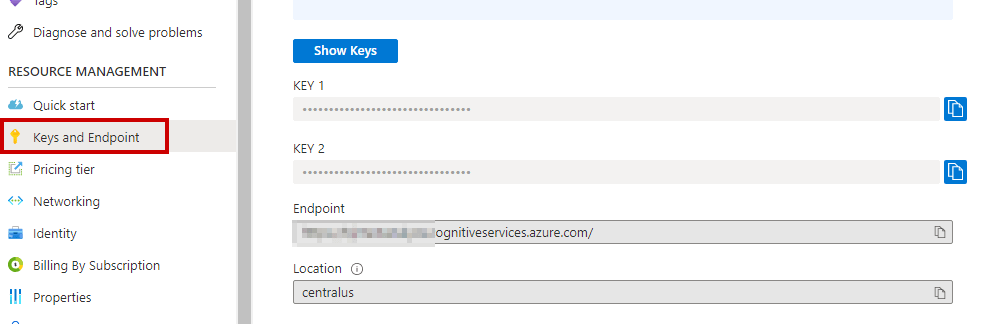 Tags
Diagnose and solve problems
RESOURCE MANAGEMENT
Quick start
Keys and Endpoint
Pricing tier
Networking
Identity
Billing By Subscription
Properties
Show Keys
KEY 1
••••••••••••••••••••••••••••••••
KEY 2
••••••••••••••••••••••••••••••••
Endpoint
ognitiveservices.azure.com/
Location
centralus